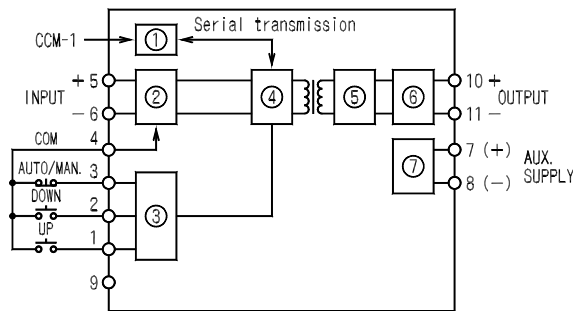 Serial transmission
CCM-1
①
+ 5
INPUT
- 6
②
④
⑤
⑥
10 +
OUTPUT
11 -
COM
4
7 (+)
AUX.
SUPPLY
8 (-)
⑦
AUTO/MAN.
3
DOWN
2
③
UP
1
9